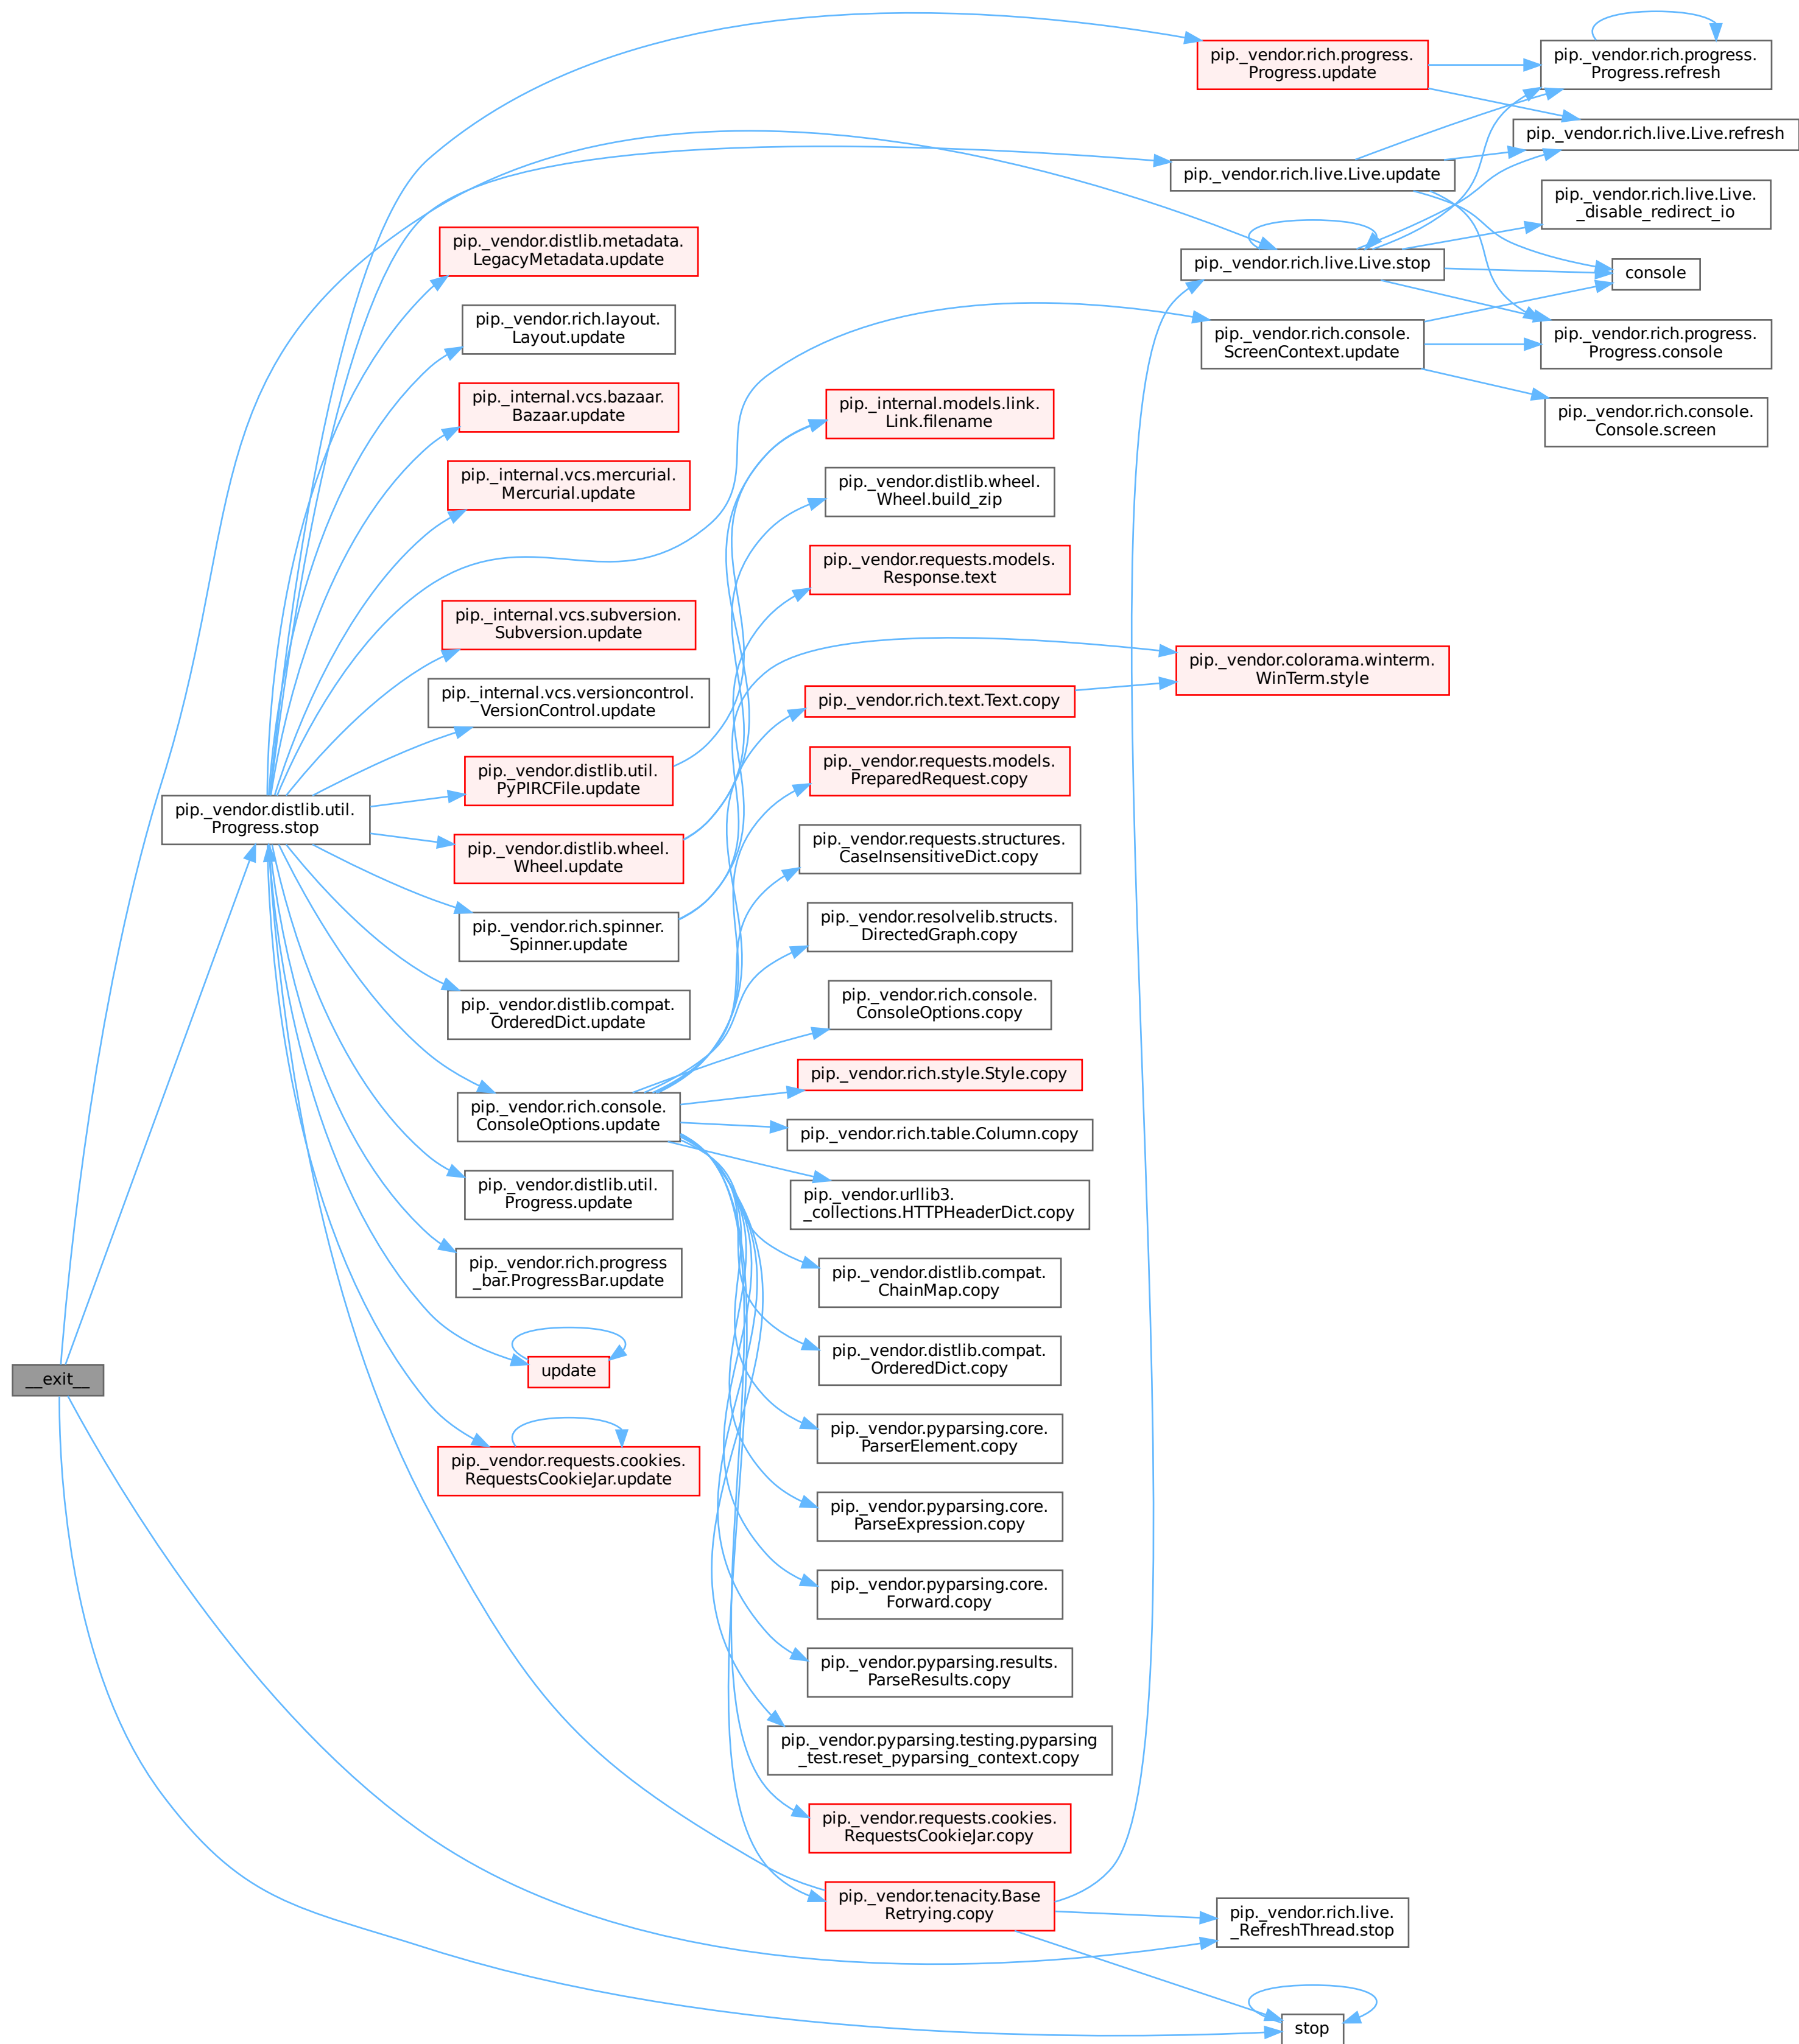 __exit__
pip._vendor.distlib.util.
Progress.stop
pip._vendor.distlib.metadata.
LegacyMetadata.update
pip._vendor.rich.layout.
Layout.update
pip._internal.vcs.bazaar.
Bazaar.update
pip._internal.vcs.mercurial.
Mercurial.update
pip._internal.vcs.subversion.
Subversion.update
pip._internal.vcs.versioncontrol.
VersionControl.update
pip._vendor.distlib.util.
PyPIRCFile.update
pip._vendor.distlib.wheel.
Wheel.update
pip._vendor.rich.spinner.
Spinner.update
pip._vendor.distlib.compat.
OrderedDict.update
pip._vendor.rich.console.
ConsoleOptions.update
pip._vendor.distlib.util.
Progress.update
pip._vendor.rich.progress
_bar.ProgressBar.update
update
pip._vendor.requests.cookies.
RequestsCookieJar.update
pip._internal.models.link.
Link.filename
pip._vendor.distlib.wheel.
Wheel.build_zip
pip._vendor.requests.models.
Response.text
pip._vendor.rich.text.Text.copy
pip._vendor.requests.models.
PreparedRequest.copy
pip._vendor.requests.structures.
CaseInsensitiveDict.copy
pip._vendor.resolvelib.structs.
DirectedGraph.copy
pip._vendor.rich.console.
ConsoleOptions.copy
pip._vendor.rich.style.Style.copy
pip._vendor.rich.table.Column.copy
pip._vendor.urllib3.
_collections.HTTPHeaderDict.copy
pip._vendor.distlib.compat.
ChainMap.copy
pip._vendor.distlib.compat.
OrderedDict.copy
pip._vendor.pyparsing.core.
ParserElement.copy
pip._vendor.pyparsing.core.
ParseExpression.copy
pip._vendor.pyparsing.core.
Forward.copy
pip._vendor.pyparsing.results.
ParseResults.copy
pip._vendor.pyparsing.testing.pyparsing
_test.reset_pyparsing_context.copy
pip._vendor.requests.cookies.
RequestsCookieJar.copy
pip._vendor.tenacity.Base
Retrying.copy
pip._vendor.rich.progress.
Progress.update
pip._vendor.rich.live.Live.update
pip._vendor.rich.live.Live.stop
pip._vendor.rich.console.
ScreenContext.update
pip._vendor.colorama.winterm.
WinTerm.style
pip._vendor.rich.live.
_RefreshThread.stop
stop
pip._vendor.rich.progress.
Progress.refresh
pip._vendor.rich.live.Live.refresh
pip._vendor.rich.live.Live.
_disable_redirect_io
console
pip._vendor.rich.progress.
Progress.console
pip._vendor.rich.console.
Console.screen